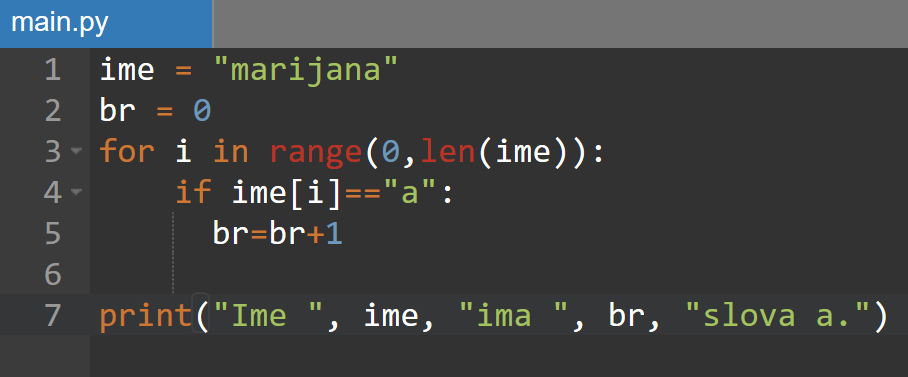 main.py
1 ime = "marijana"
2 br = 0
3 for i in range(0,len(ime)):
4     if ime[i]=="a":
5       br=br+1
6
7 print("Ime ", ime, "ima ", br, "slova a.")